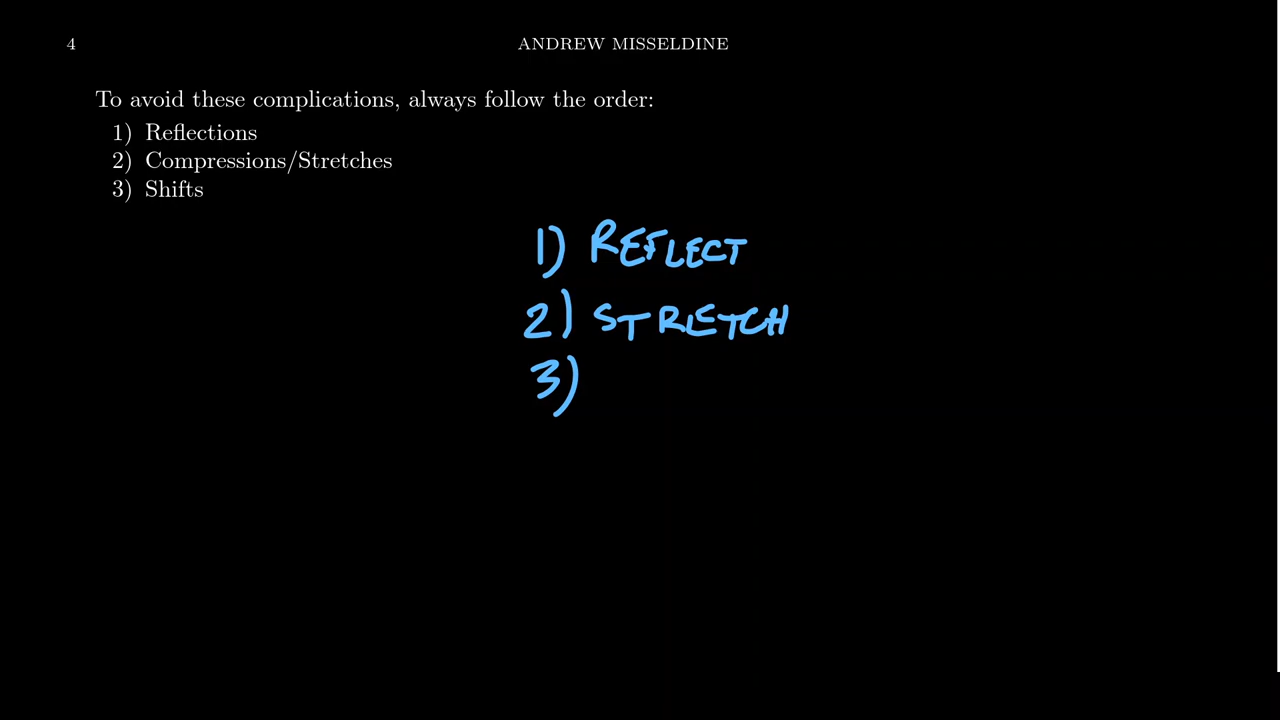 4 ANDREW MISSELDINE
To avoid these complications, always follow the order:
1) Reflections
2) Compressions/Stretches
3) Shifts
1) REFLECT
2) STRETCH
3)